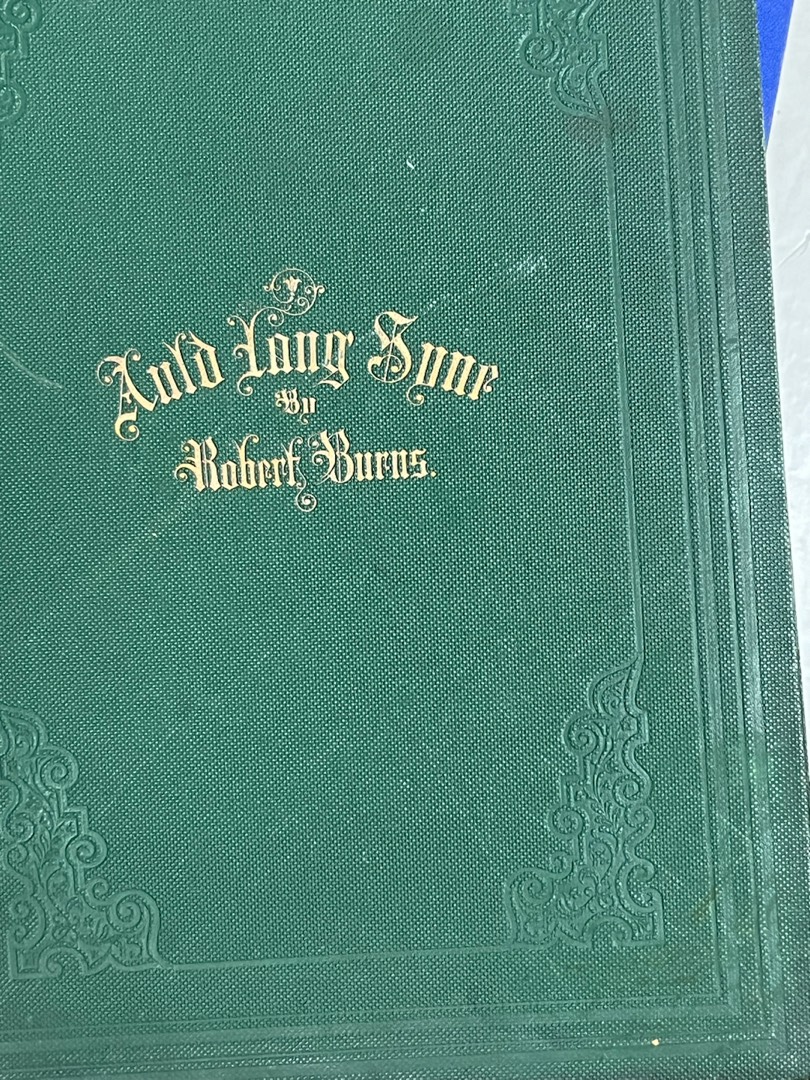 Auld Lang Syne
By
Robert Burns.